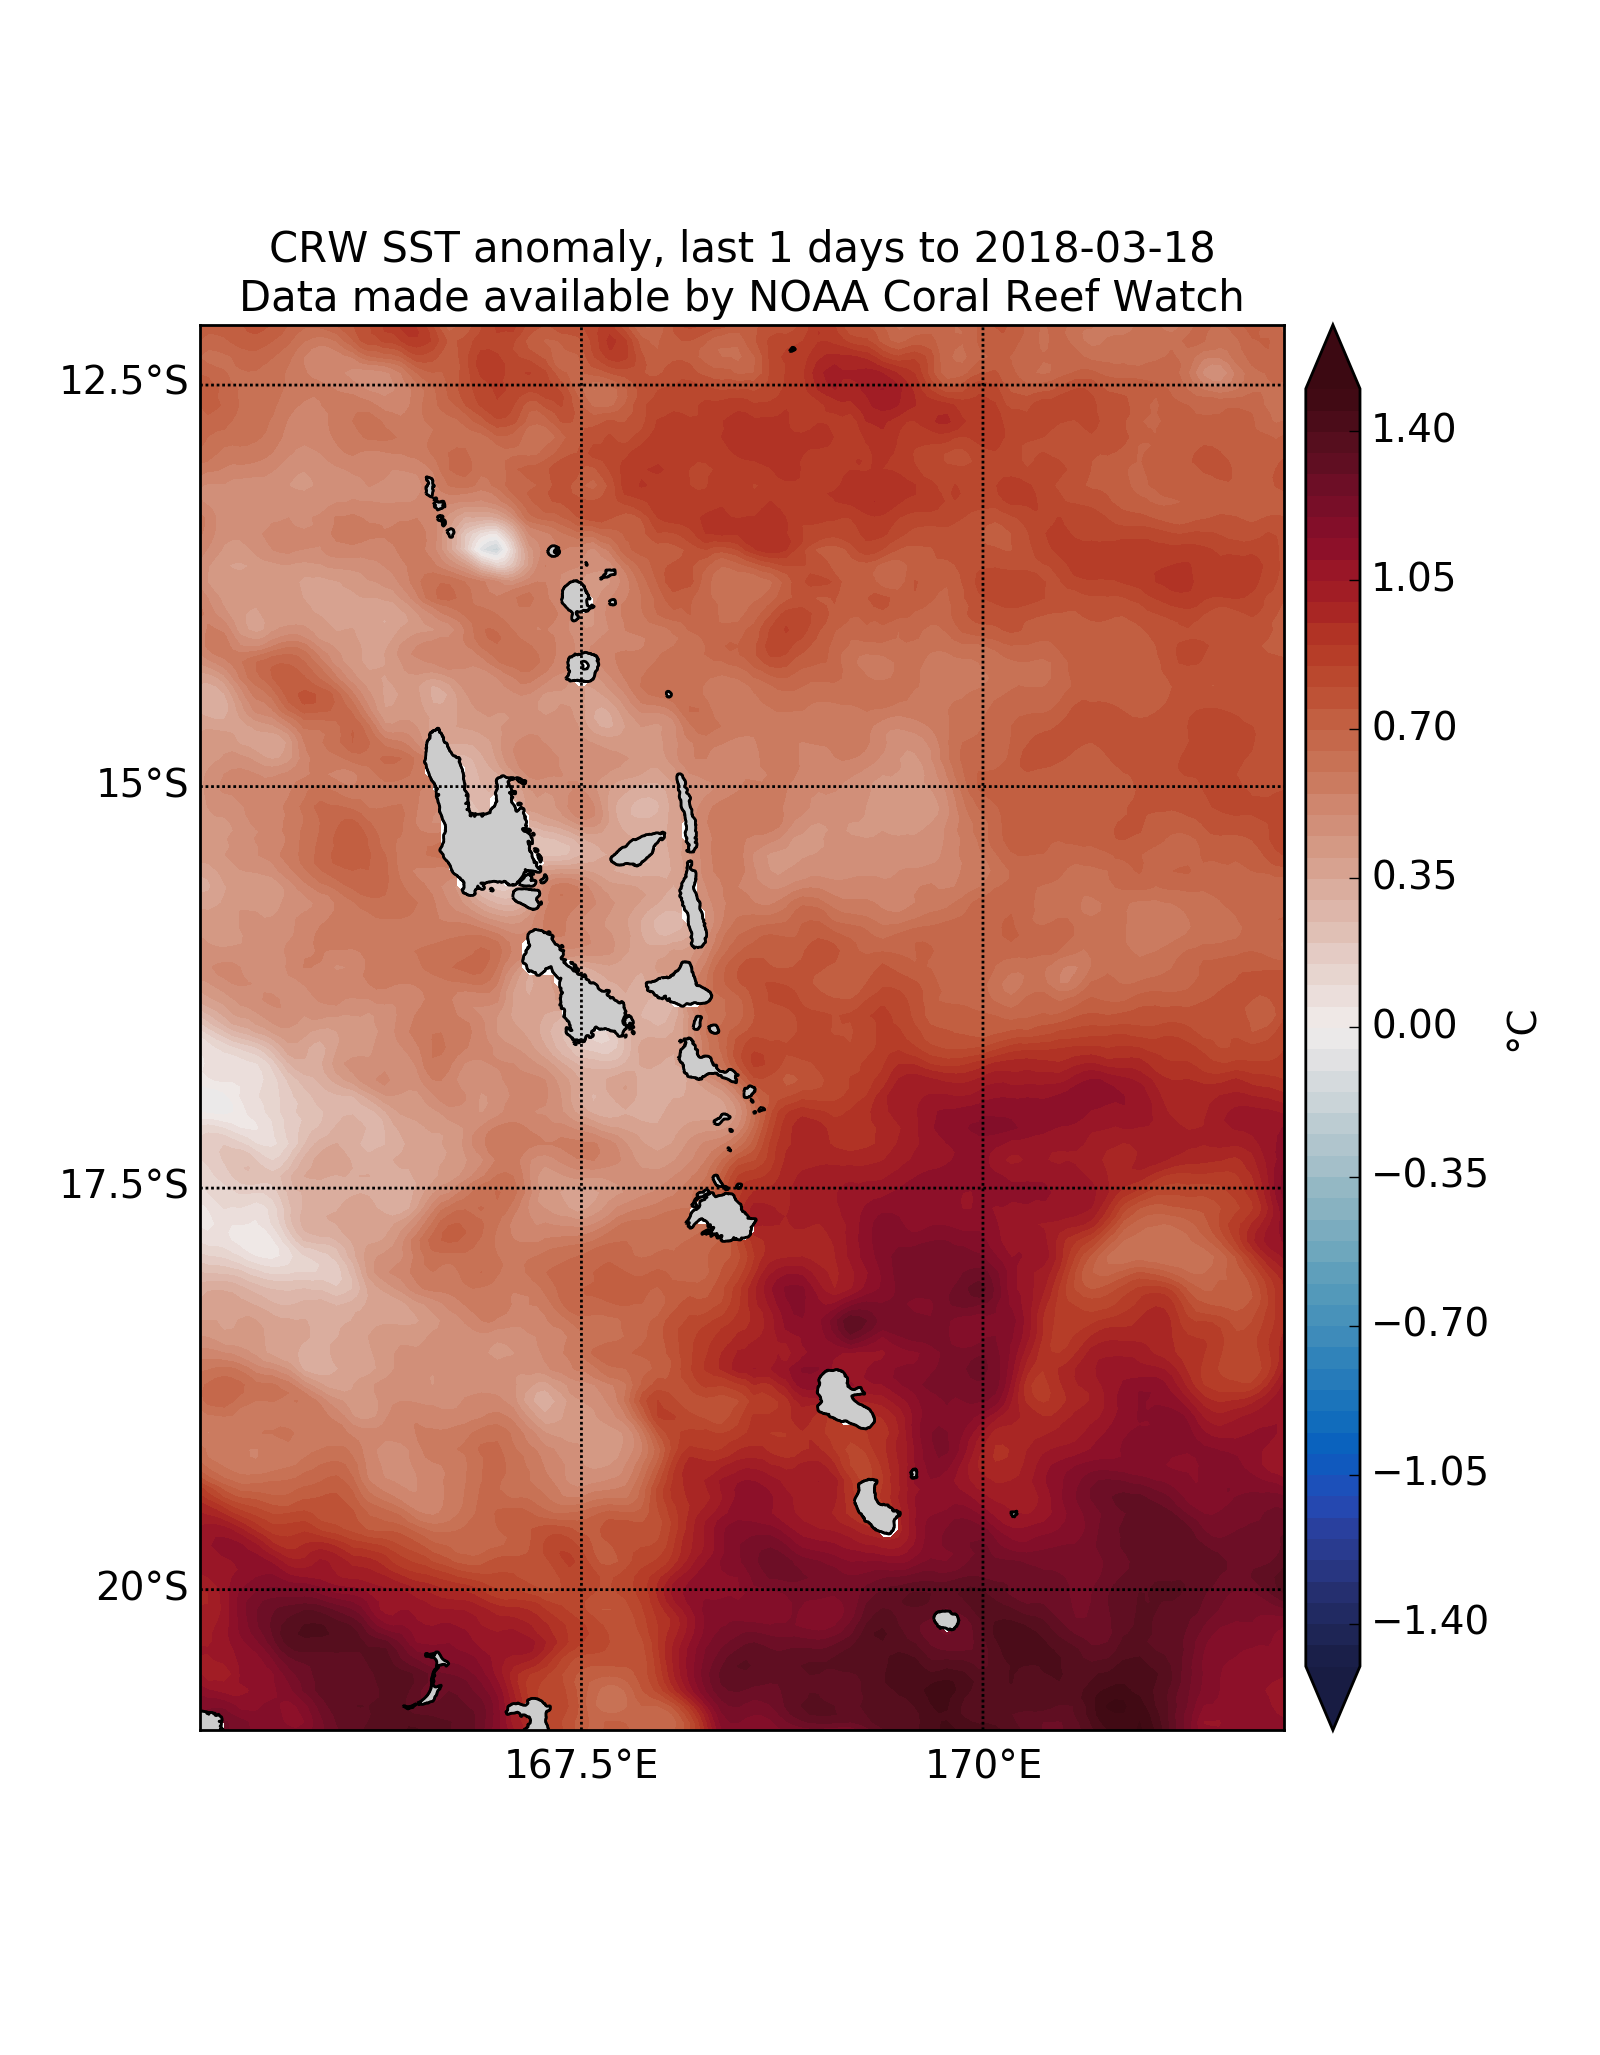 CRW SST anomaly, last 1 days to 2018-03-18
Data made available by NOAA Coral Reef Watch
12.5°S
15°S
17.5°S
20°S
167.5°E
170°E
1.40
1.05
0.70
0.35
0.00
−0.35
−0.70
−1.05
−1.40
°C